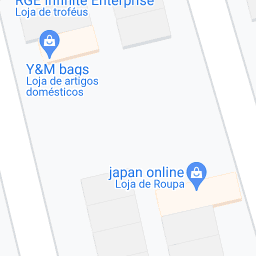 RGE Infinite Enterprise
Loja de troféus
Y&M bags
Loja de artigos
domésticos
japan online
Loja de Roupa